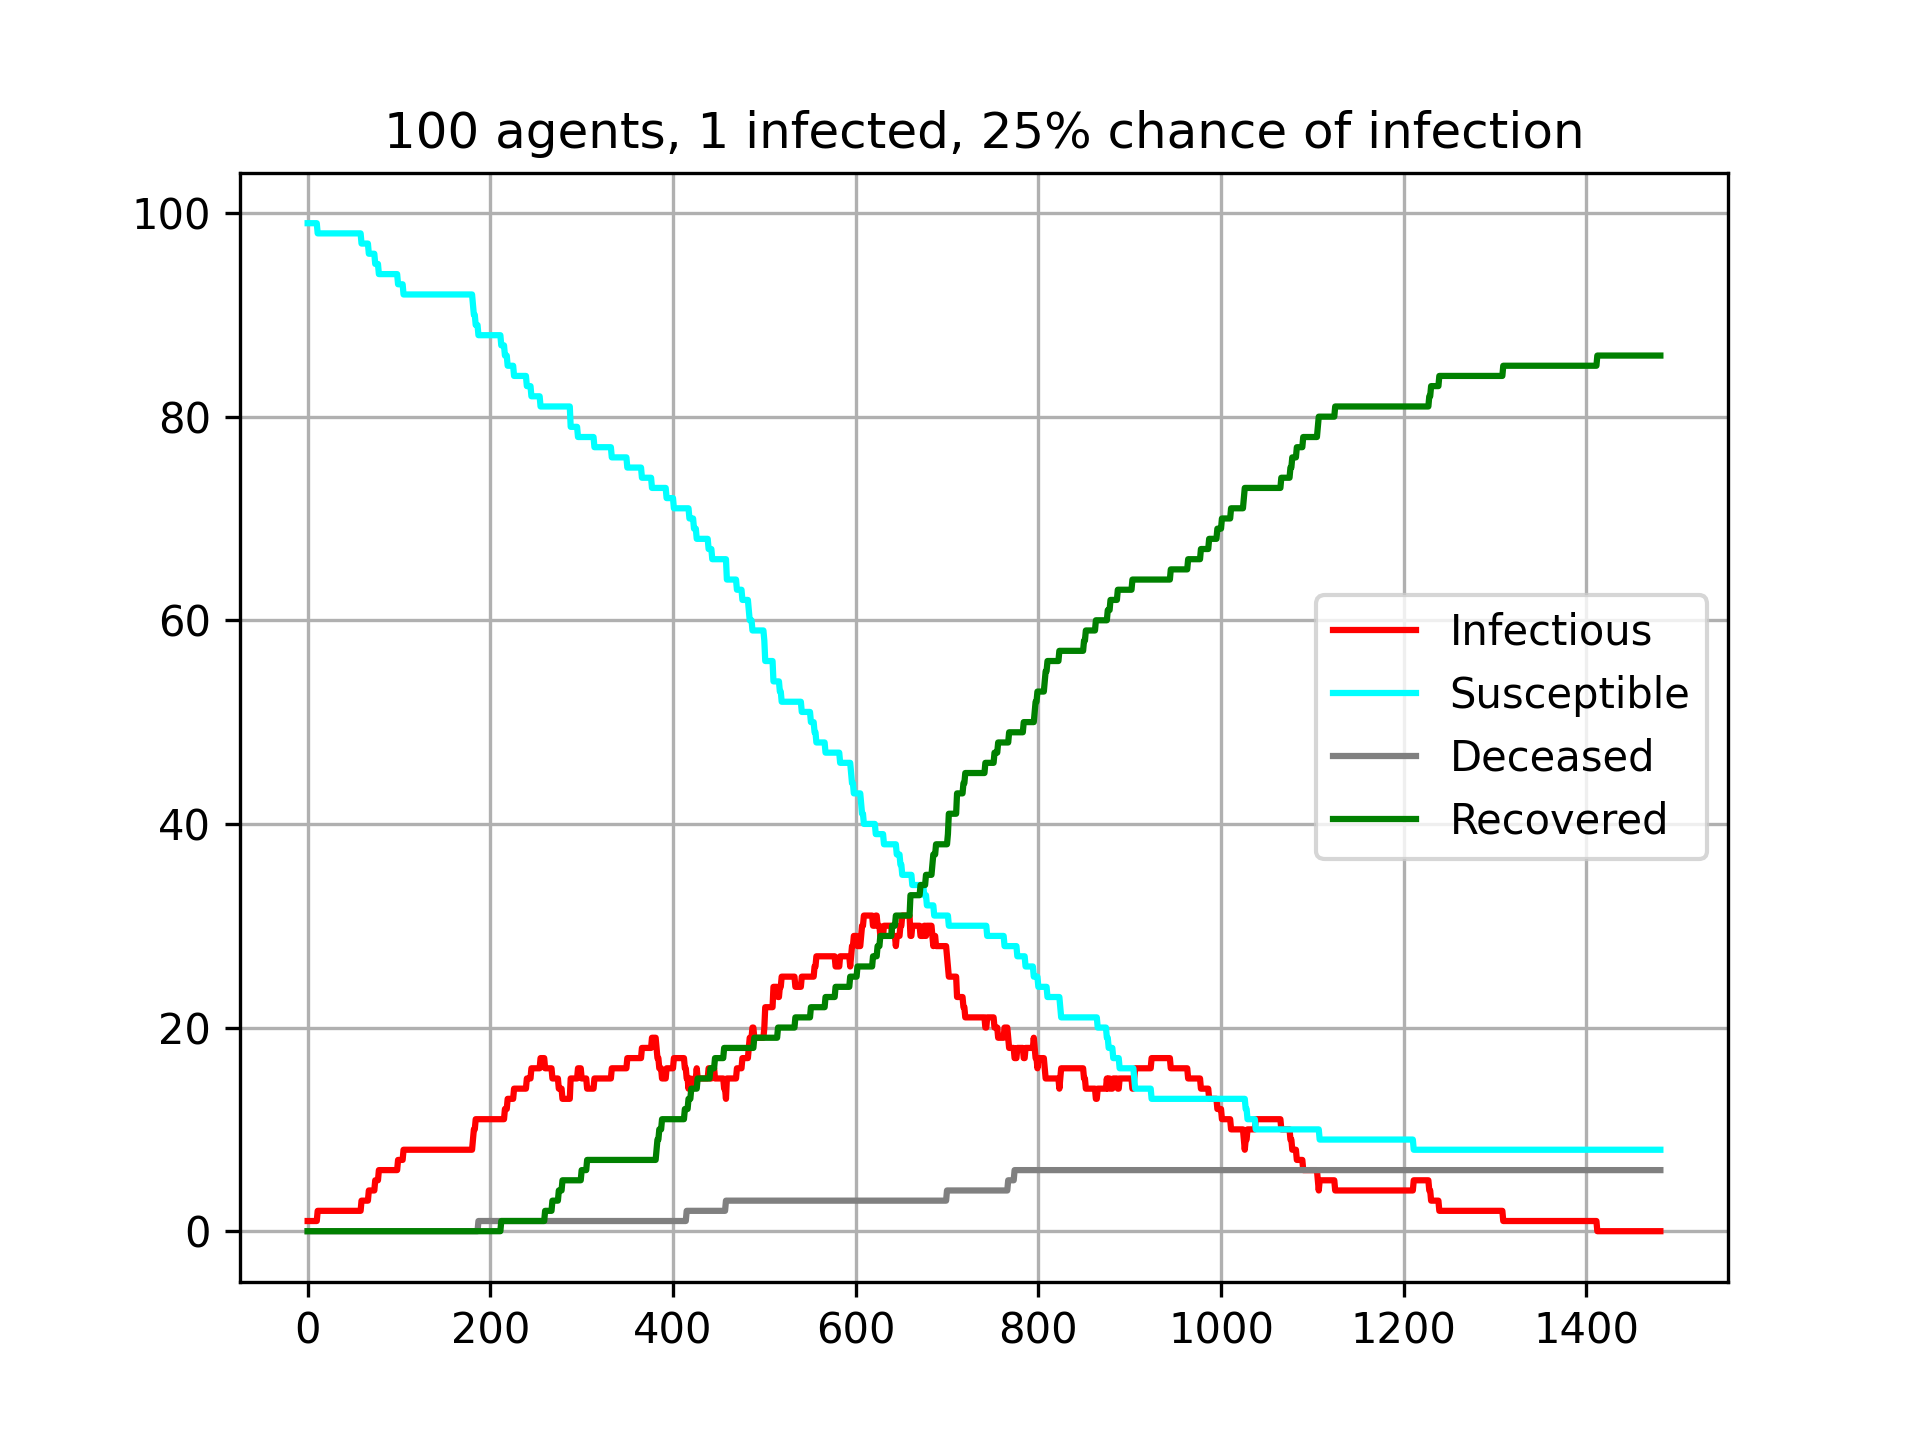 100 agents, 1 infected, 25% chance of infection
100
80
60
40
20
0
Infectious
Susceptible
Deceased
Recovered
0 200 400 600 800 1000 1200 1400